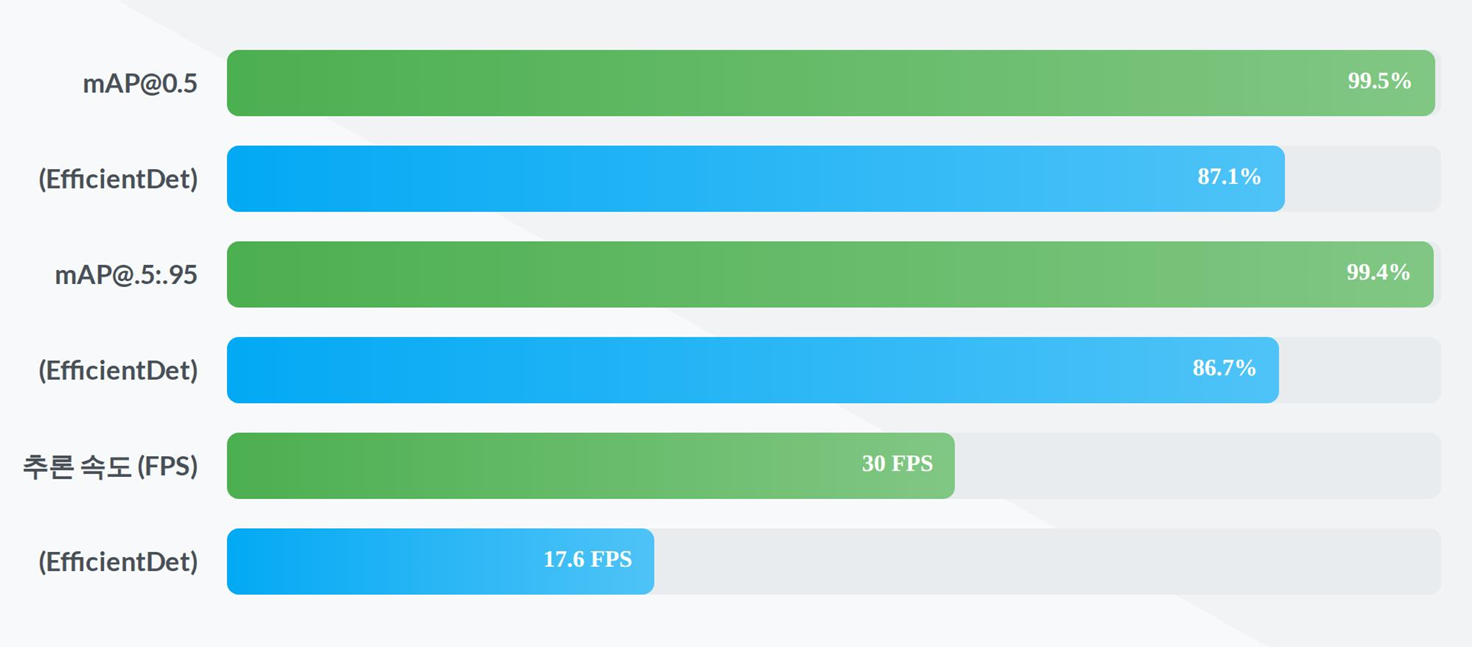 mAP@0.5
99.5%
(EfficientDet)
87.1%
mAP@.5:.95
99.4%
(EfficientDet)
86.7%
추론 속도 (FPS)
30 FPS
(EfficientDet)
17.6 FPS